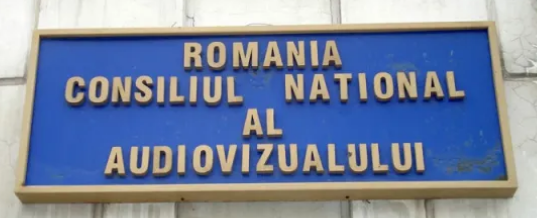 ROMANIA
CONSILIUL NATIONAL
AL
AUDIOVIZUALULUI